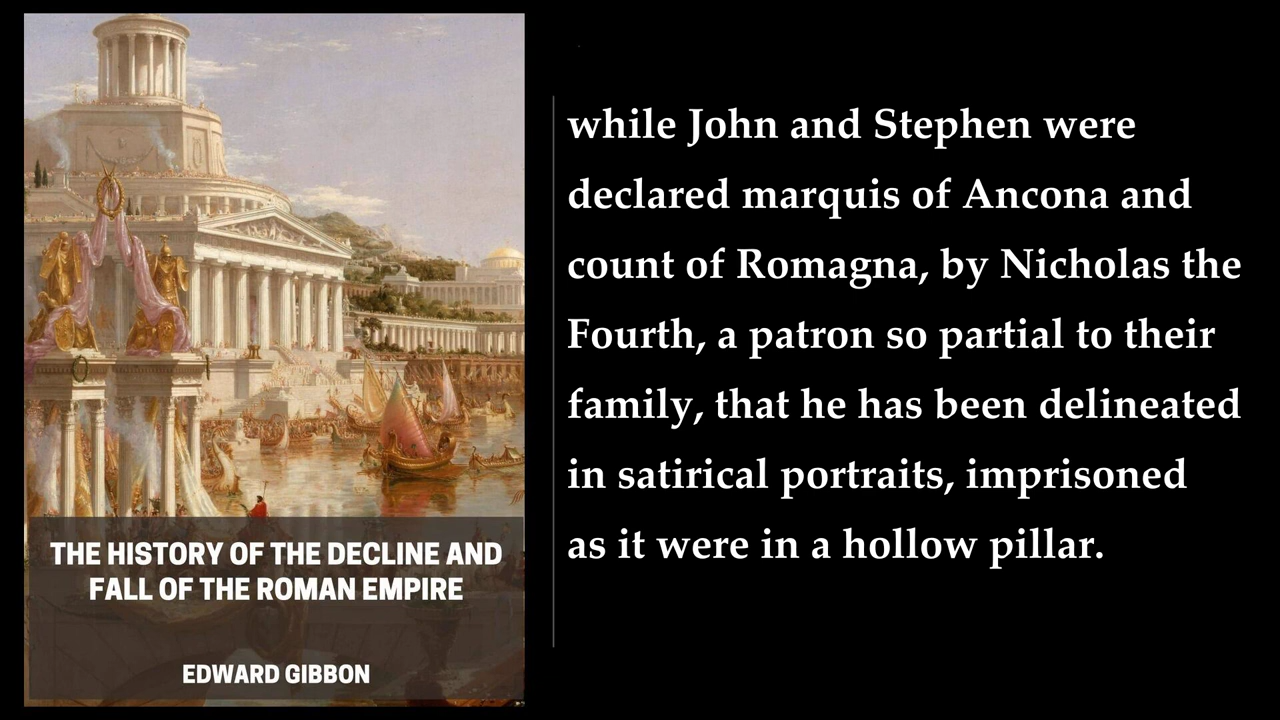 THE HISTORY OF THE DECLINE AND
FALL OF THE ROMAN EMPIRE
EDWARD GIBBON
while John and Stephen were
declared marquis of Ancona and
count of Romagna, by Nicholas the
Fourth, a patron so partial to their
family, that he has been delineated
in satirical portraits, imprisoned
as it were in a hollow pillar.